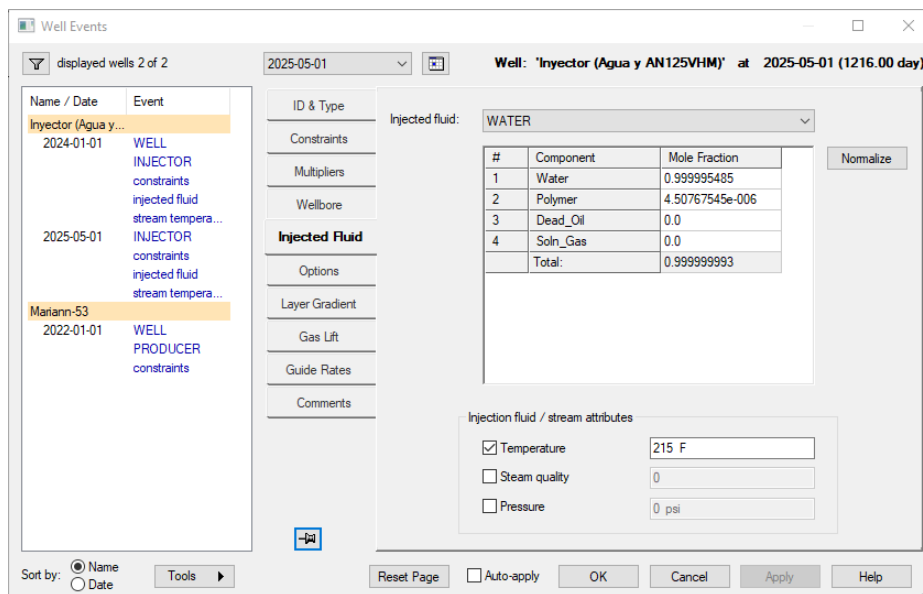 Well Events
displayed wells 2 of 2
2025-05-01
Well: 'Inyector (Agua y AN125VHM)' at 2025-05-01 (1216.00 day)
Name / Date Event
Inyector (Agua y...
2024-01-01 WELL
INJECTOR
constraints
injected fluid
stream tempera...
2025-05-01 INJECTOR
constraints
injected fluid
stream tempera...
Mariann-53
2022-01-01 WELL
PRODUCER
constraints
ID & Type
Constraints
Multipliers
Wellbore
Injected Fluid
Options
Layer Gradient
Gas Lift
Guide Rates
Comments
Injected fluid: WATER
# Component Mole Fraction
1 Water 0.999995485
2 Polymer 4.50767545e-006
3 Dead_Oil 0.0
4 Soln_Gas 0.0
Total: 0.999999993
Normalize
Injection fluid / stream attributes
Temperature 215 F
Steam quality 0
Pressure 0 psi
Sort by: Name
Date
Tools
Reset Page Auto-apply OK Cancel Apply Help